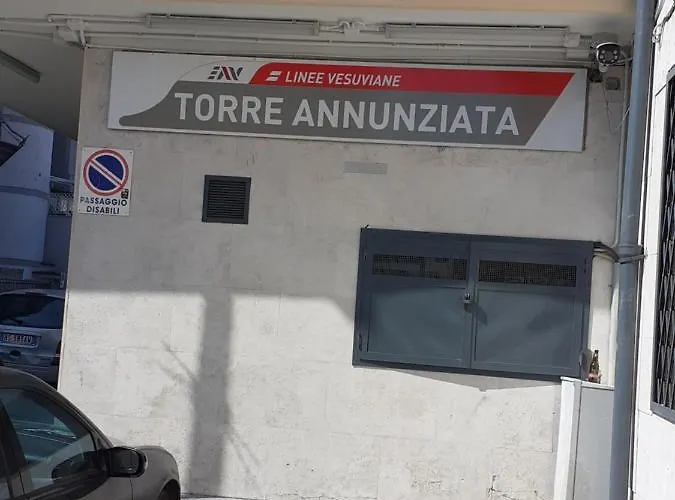 EAV
LINEE VESUVIANE
TORRE ANNUNZIATA
PASSAGGIO
DISABILI